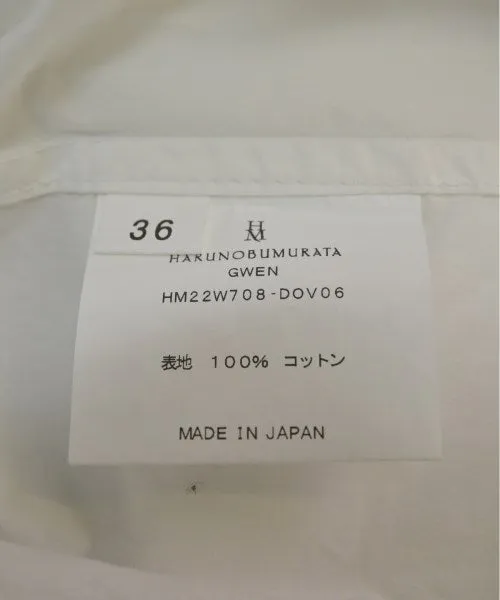 36
HM
HARUNOBUMURATA
GWEN
HM22W708-DOV06
表地 100% コットン
MADE IN JAPAN